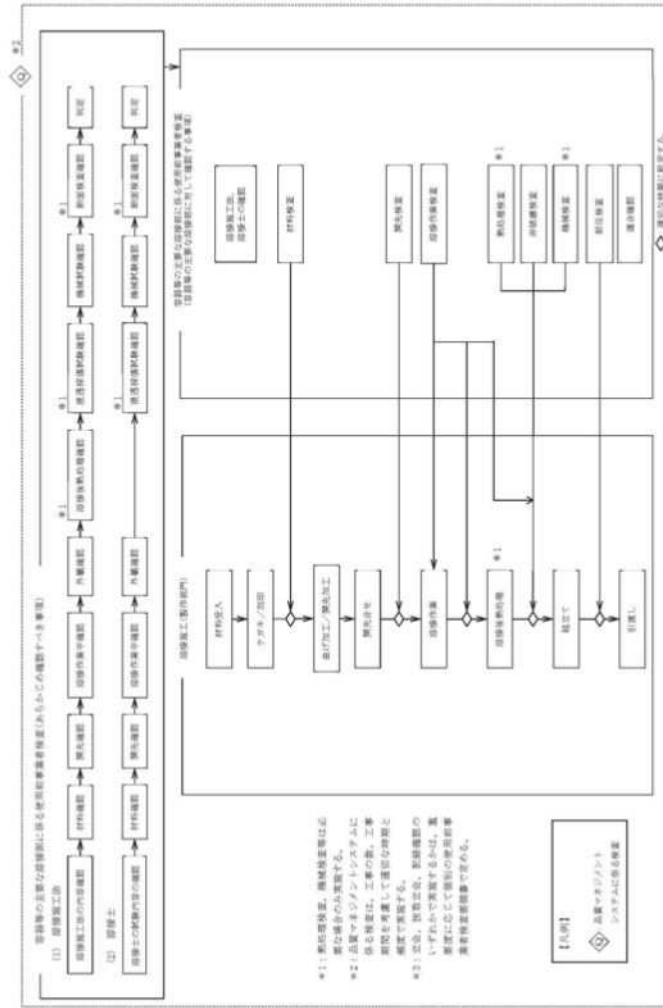 容器等の主要な溶接部に係る使用前事業者検査(あらかじめ確認すべき事項)
(1) 溶接施工法
溶接施工法の内容確認
材料確認
開先確認
溶接作業中確認
外観確認
*1
溶接後熱処理確認
*1
浸透探傷試験確認
機械試験確認
*1
断面検査確認
判定
(2) 溶接士
溶接士の試験内容の確認
材料確認
開先確認
溶接作業中確認
外観確認
*1
浸透探傷試験確認
機械試験確認
*1
断面検査確認
判定
Q
*2
容器等の主要な溶接部に係る使用前事業者検査
(容器等の主要な溶接部に対して確認する事項)
溶接施工法,
溶接士の確認
材料検査
開先検査
溶接作業検査
熱処理検査
*1
非破壊検査
機械検査
*1
耐圧検査
適合確認
溶接施工(製作部門)
材料受入
ケガキ/加印
曲げ加工/開先加工
開先合せ
溶接作業
溶接後熱処理
*1
組立て
引渡し
*1:熱処理検査,機械検査等は必
要な場合のみ実施する。
*2:品質マネジメントシステムに
係る検査は,工事の数,工事
期間を考慮して適切な時期と
頻度で実施する。
*3:立会,抜取立会,記録確認の
いずれかで実施するかは,重
要度に応じて個別の使用前事
業者検査要領書で定める。
【凡例】
Q
品質マネジメント
システムに係る検査